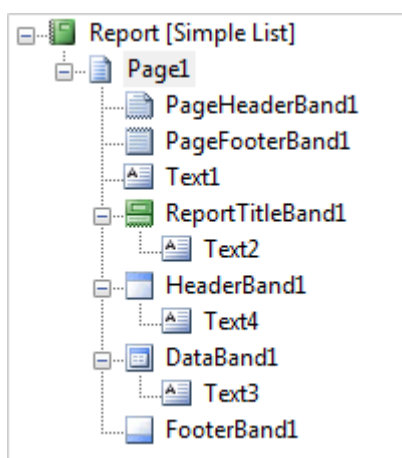 Report [Simple List]
Page1
PageHeaderBand1
PageFooterBand1
Text1
ReportTitleBand1
Text2
HeaderBand1
Text4
DataBand1
Text3
FooterBand1